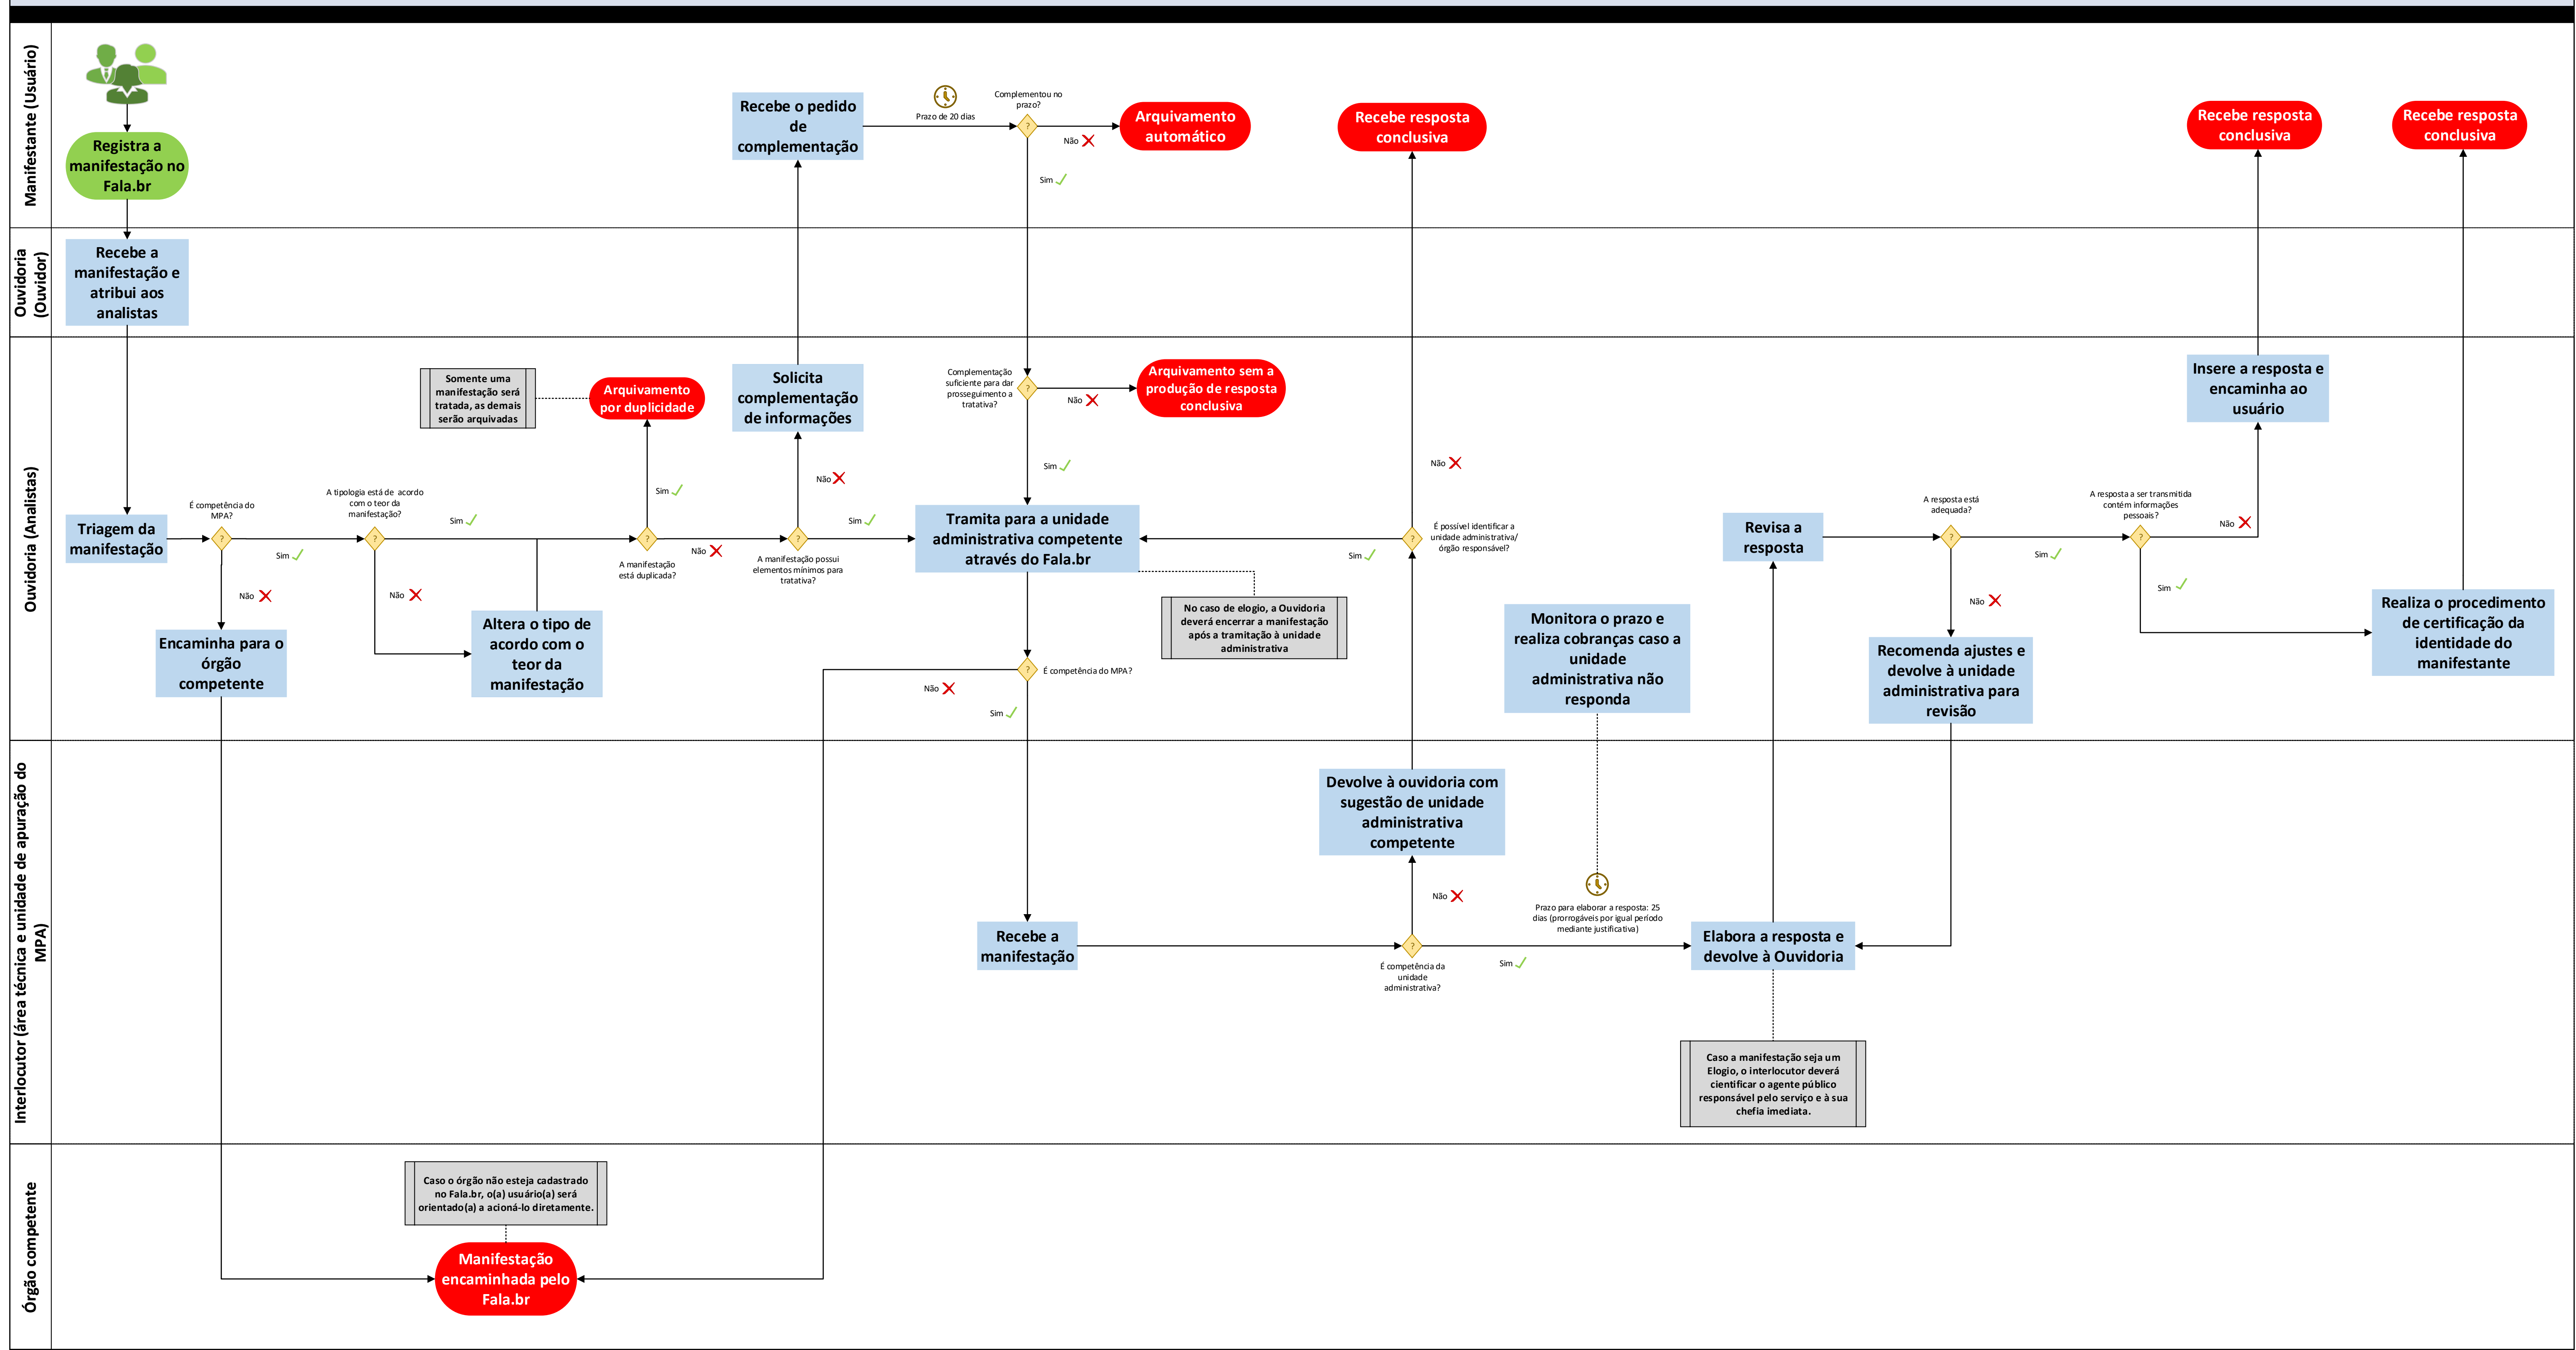 Manifestante (Usuário)
Registra a
manifestação no
Fala.br
Recebe o pedido
de
complementação
Prazo de 20 dias
Complementou no
prazo?
Não
Sim
Arquivamento
automático
Recebe resposta
conclusiva
Recebe resposta
conclusiva
Recebe resposta
conclusiva
Ouvidoria
(Ouvidor)
Recebe a
manifestação e
atribui aos
analistas
Ouvidoria (Analistas)
Triagem da
manifestação
É competência do
MPA?
Sim
Não
Encaminha para o
órgão
competente
A tipologia está de acordo
com o teor da
manifestação?
Sim
Não
Altera o tipo de
acordo com o
teor da
manifestação
Somente uma
manifestação será
tratada, as demais
serão arquivadas
Arquivamento
por duplicidade
Sim
Não
A manifestação
está duplicada?
Solicita
complementação
de informações
Não
Sim
A manifestação possui
elementos mínimos para
tratativa?
Complementação
suficiente para dar
prosseguimento a
tratativa?
Não
Arquivamento sem a
produção de resposta
conclusiva
Sim
Tramita para a unidade
administrativa competente
através do Fala.br
No caso de elogio, a Ouvidoria
deverá encerrar a manifestação
após a tramitação à unidade
administrativa
É competência do MPA?
Não
Sim
Não
É possível identificar a
unidade administrativa/
órgão responsável?
Sim
Monitora o prazo e
realiza cobranças caso a
unidade
administrativa não
responda
Revisa a
resposta
A resposta está
adequada?
Sim
Não
Recomenda ajustes e
devolve à unidade
administrativa para
revisão
A resposta a ser transmitida
contém informações
pessoais?
Não
Sim
Insere a resposta e
encaminha ao
usuário
Realiza o procedimento
de certificação da
identidade do
manifestante
Interlocutor (área técnica e unidade de apuração do
MPA)
Recebe a
manifestação
Devolve à ouvidoria com
sugestão de unidade
administrativa
competente
Não
É competência da
unidade
administrativa?
Sim
Prazo para elaborar a resposta: 25
dias (prorrogáveis por igual período
mediante justificativa)
Elabora a resposta e
devolve à Ouvidoria
Caso a manifestação seja um
Elogio, o interlocutor deverá
cientificar o agente público
responsável pelo serviço e à sua
chefia imediata.
Órgão competente
Caso o órgão não esteja cadastrado
no Fala.br, o(a) usuário(a) será
orientado(a) a acioná-lo diretamente.
Manifestação
encaminhada pelo
Fala.br